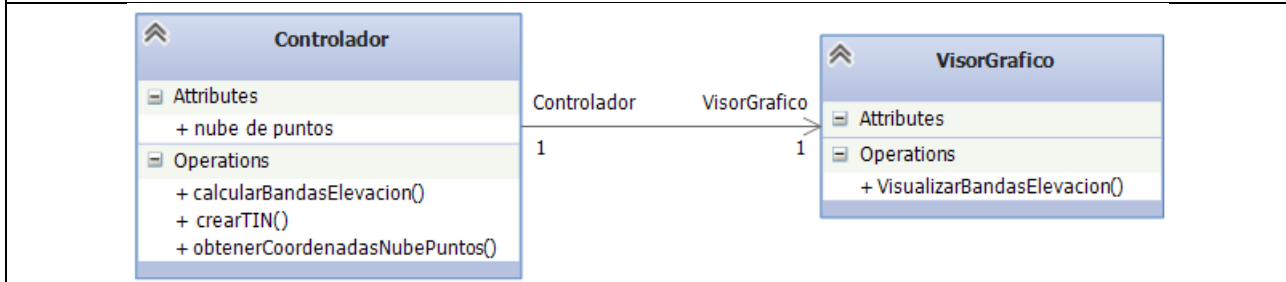 Controlador
Attributes
+ nube de puntos
Operations
+ calcularBandasElevacion()
+ crearTIN()
+ obtenerCoordenadasNubePuntos()
Controlador VisorGrafico
1 1
VisorGrafico
Attributes
Operations
+ VisualizarBandasElevacion()